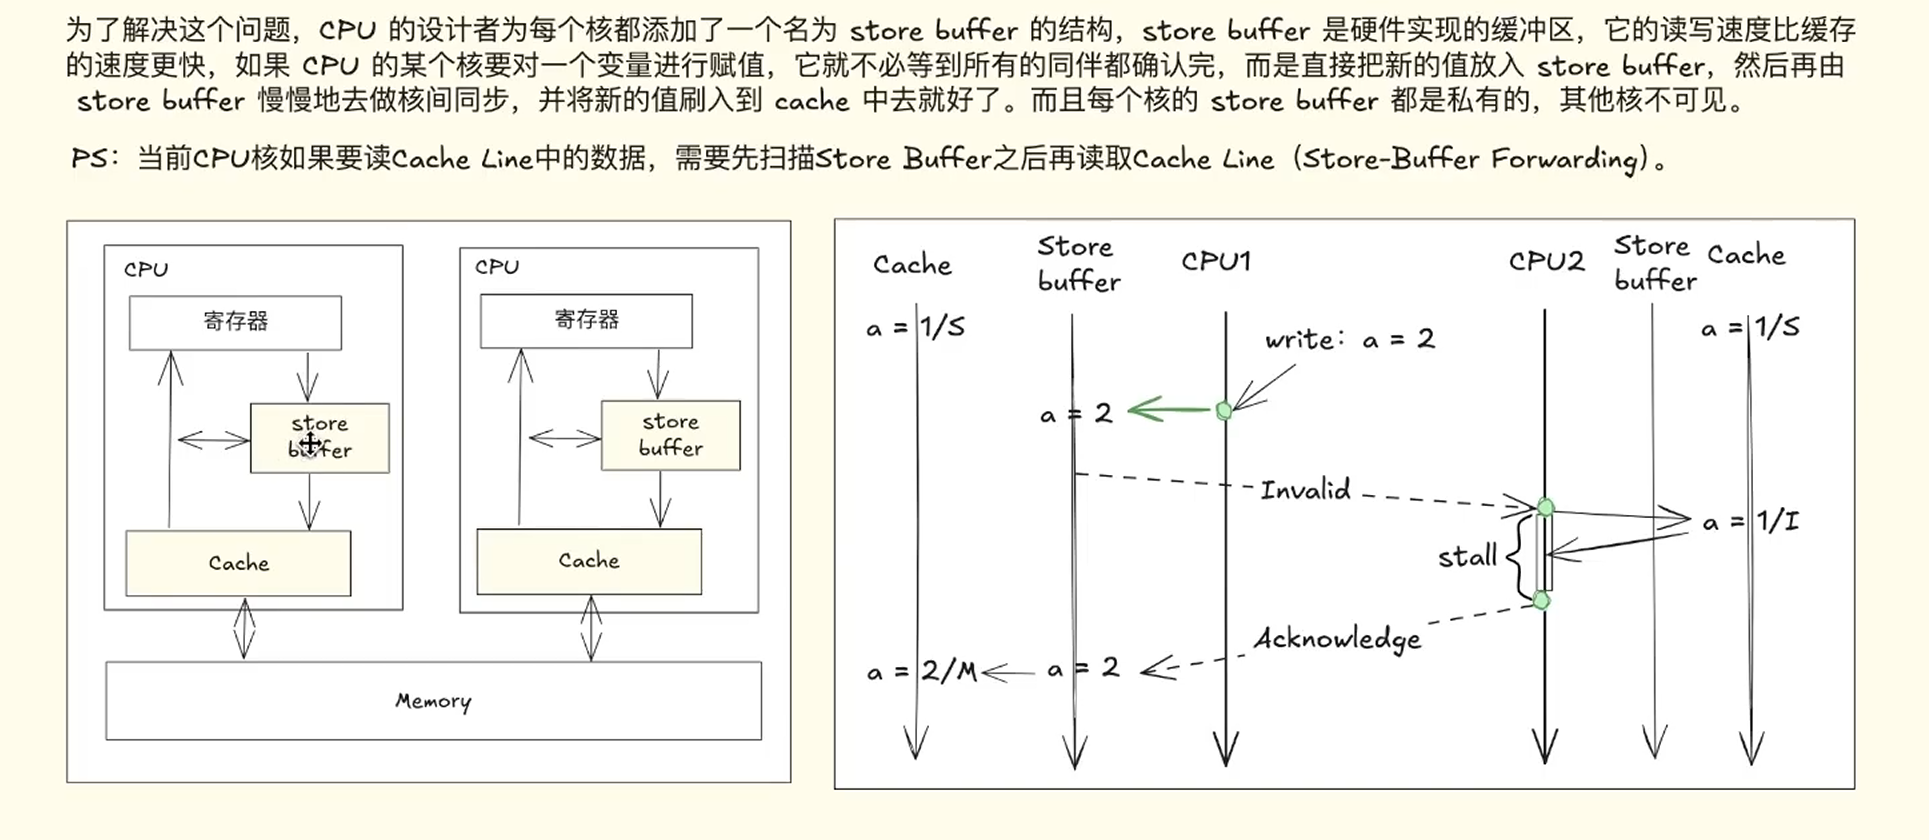 为了解决这个问题，CPU 的设计者为每个核都添加了一个名为 store buffer 的结构，store buffer 是硬件实现的缓冲区，它的读写速度比缓存
的速度更快，如果 CPU 的某个核要对一个变量进行赋值，它就不必等到所有的同伴都确认完，而是直接把新的值放入 store buffer，然后再由
store buffer 慢慢地去做核间同步，并将新的值刷入到 cache 中去就好了。而且每个核的 store buffer 都是私有的，其他核不可见。
PS：当前CPU核如果要读Cache Line中的数据，需要先扫描Store Buffer之后再读取Cache Line（Store-Buffer Forwarding）。
CPU
寄存器
store
buffer
Cache
CPU
寄存器
store
buffer
Cache
Memory
Cache
Store
buffer
CPU1
CPU2
Store
buffer
Cache
a = 1/S
a = 1/S
write: a = 2
a = 2
Invalid
a = 1/I
stall
Acknowledge
a = 2/M
a = 2